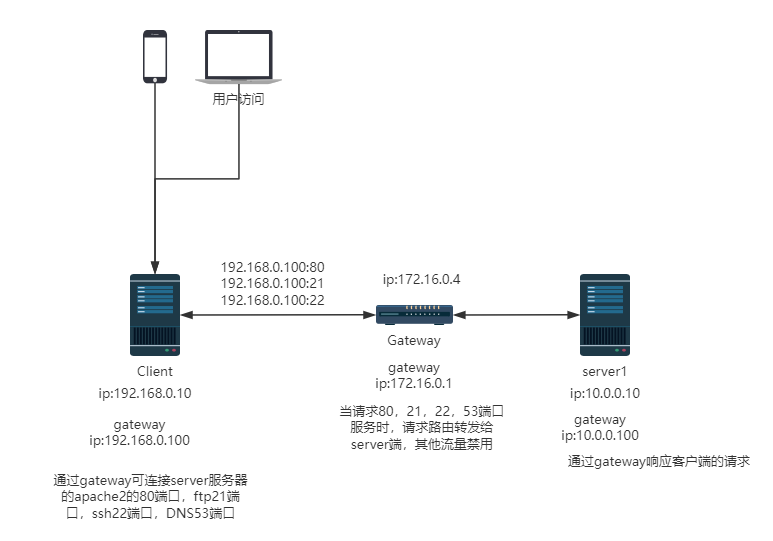 用户访问
192.168.0.100:80
192.168.0.100:21
192.168.0.100:22
ip:172.16.0.4
Client
ip:192.168.0.10
gateway
ip:192.168.0.100
通过gateway可连接server服务器
的apache2的80端口，ftp21端
口，ssh22端口，DNS53端口
Gateway
gateway
ip:172.16.0.1
当请求80，21，22，53端口
服务时，请求路由转发给
server端，其他流量禁用
server1
ip:10.0.0.10
gateway
ip:10.0.0.100
通过gateway响应客户端的请求